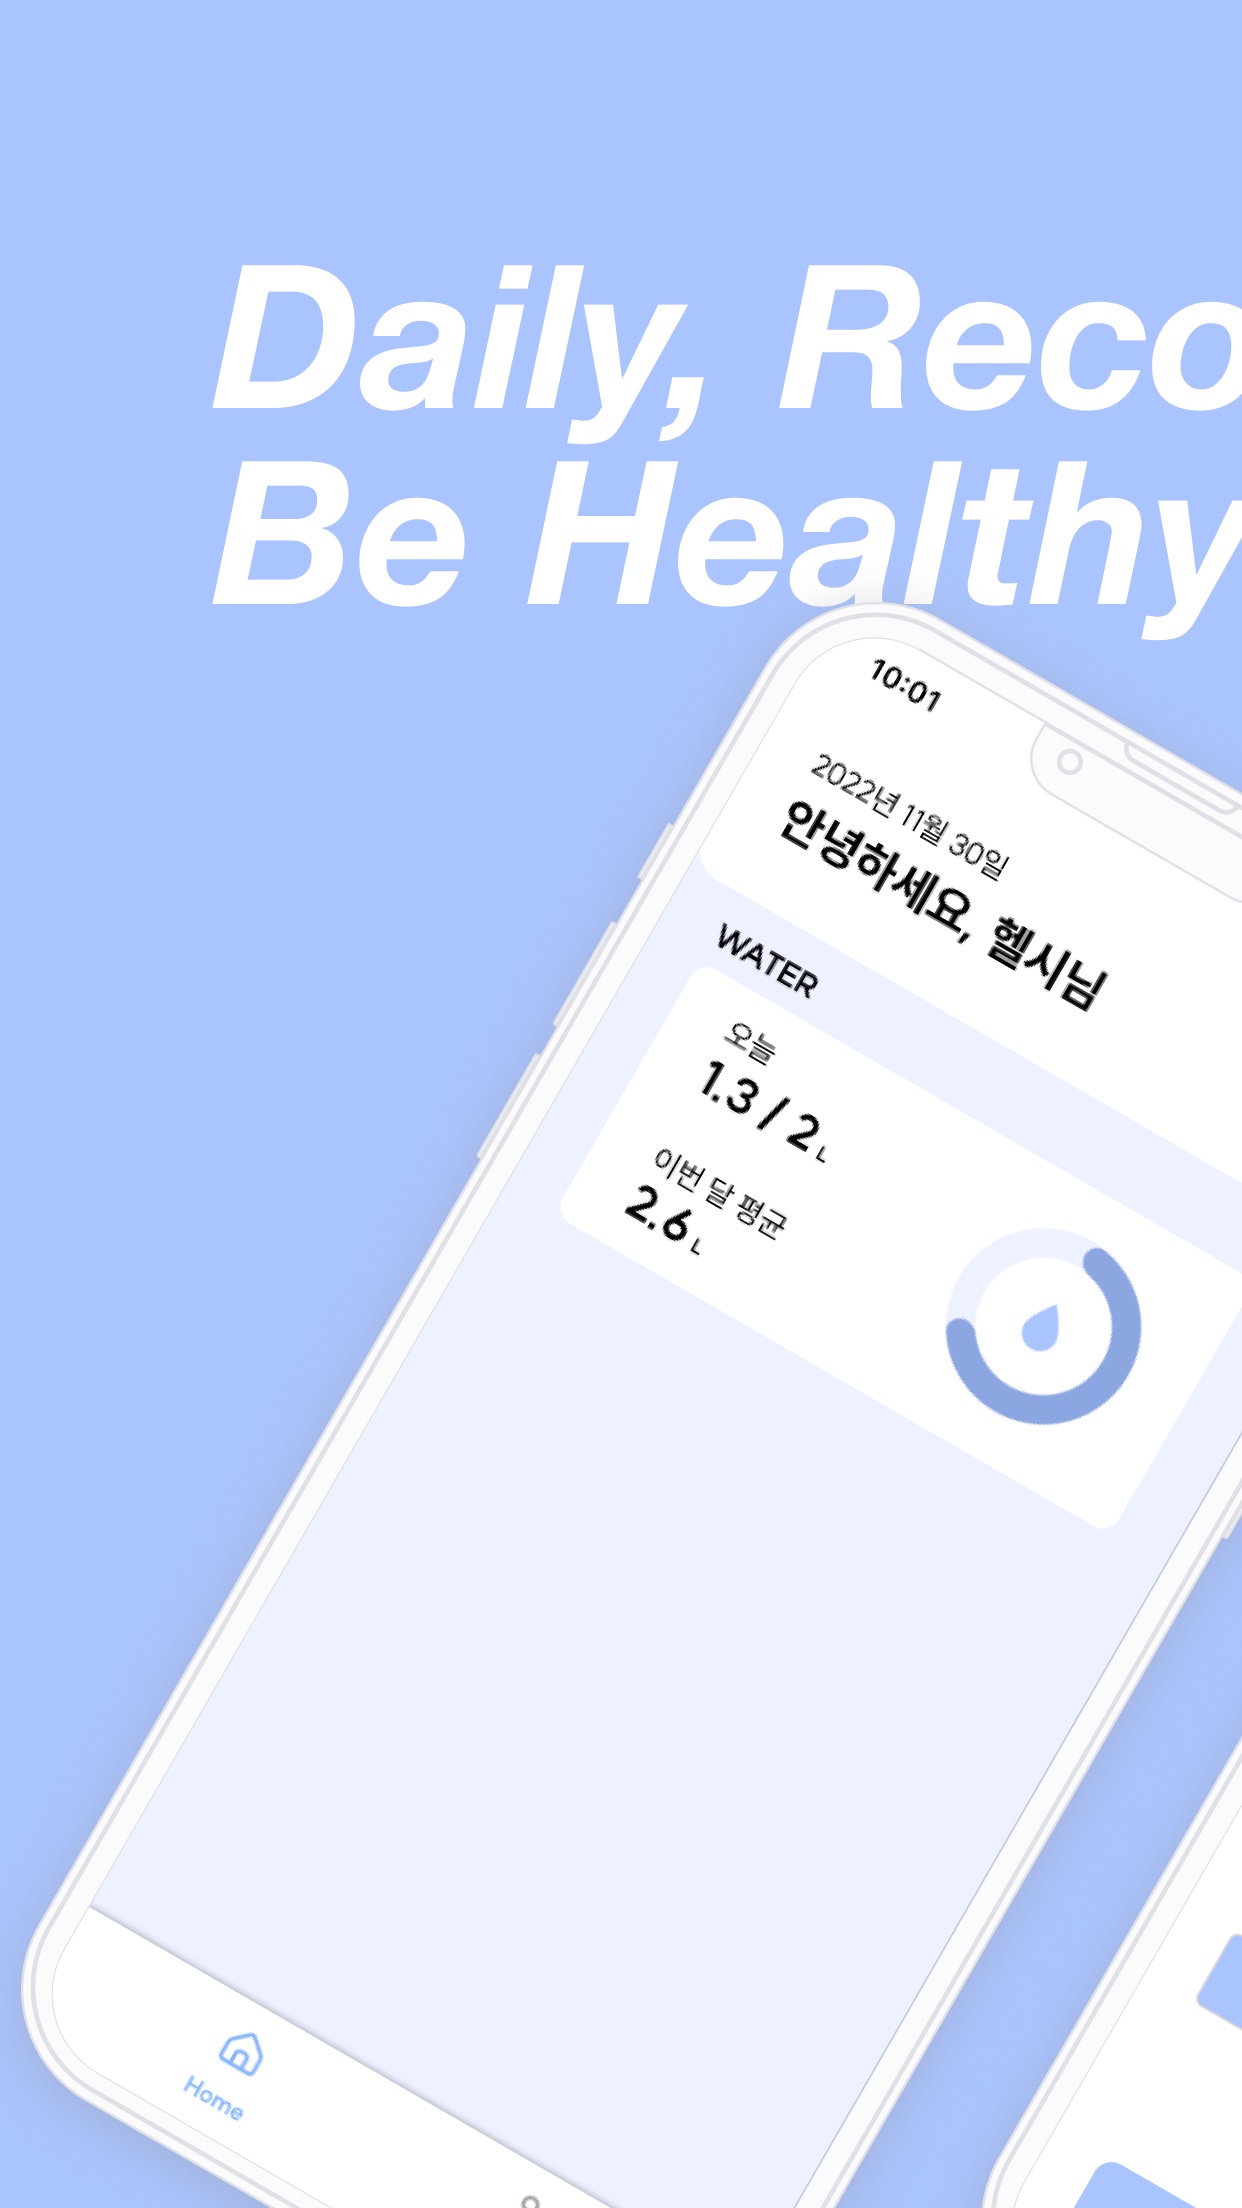 Daily, Reco
Be Healthy
10:01
2022년 11월 30일
안녕하세요, 헬시님
WATER
오늘
1.3 / 2 L
이번 달 평균
2.6 L
Home